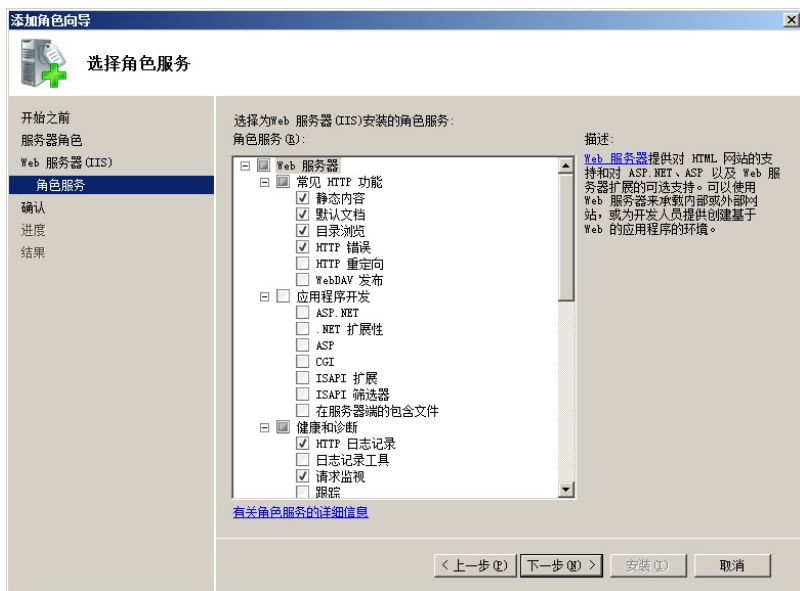 添加角色向导
选择角色服务
开始之前
服务器角色
Web 服务器(IIS)
角色服务
确认
进度
结果
选择为Web 服务器(IIS)安装的角色服务:
角色服务(R):
Web 服务器
常见 HTTP 功能
静态内容
默认文档
目录浏览
HTTP 错误
HTTP 重定向
WebDAV 发布
应用程序开发
ASP.NET
.NET 扩展性
ASP
CGI
ISAPI 扩展
ISAPI 筛选器
在服务器端的包含文件
健康和诊断
HTTP 日志记录
日志记录工具
请求监视
跟踪
有关角色服务的详细信息
描述:
Web 服务器提供对 HTML 网站的支
持和对 ASP.NET、ASP 以及 Web 服
务器扩展的可选支持。可以使用
Web 服务器来承载内部或外部网
站，或为开发人员提供创建基于
Web 的应用程序的环境。
< 上一步(P)
下一步(N) >
安装(I)
取消